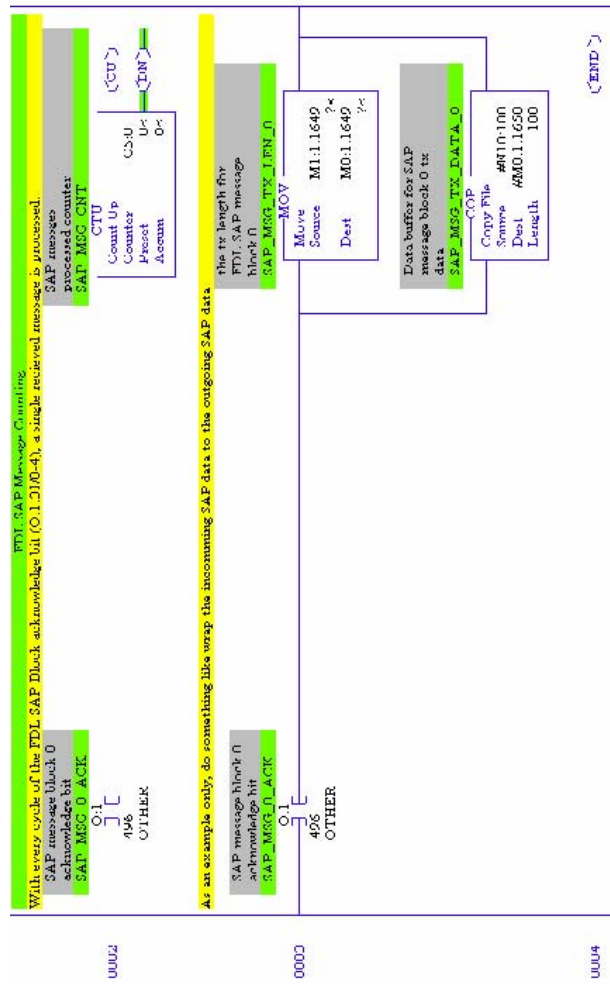 FDL SAP Message Counting
With every cycle of the FDL SAP Block acknowledge bit (O:1.31/0-4), a single recieved message is processed.
SAP message block 0
acknowledge bit
SAP_MSG_0_ACK
O:1
496
OTHER
SAP messges
processed counter
SAP_MSG_CNT
CTU
Count Up
Counter C5:0
Preset 0<
Accum 0<
CU
DN
0002
As an example only, do something like wrap the incomming SAP data to the outgoing SAP data
SAP message block 0
acknowledge bit
SAP_MSG_0_ACK
O:1
496
OTHER
the tx length for
FDL SAP message
block 0
SAP_MSG_TX_LEN_0
MOV
Move
Source M1:1.1649
?<
Dest M0:1.1649
?<
Data buffer for SAP
message block 0 tx
data
SAP_MSG_TX_DATA_0
COP
Copy File
Source #N10:100
Dest #M0:1.1650
Length 100
0004
END